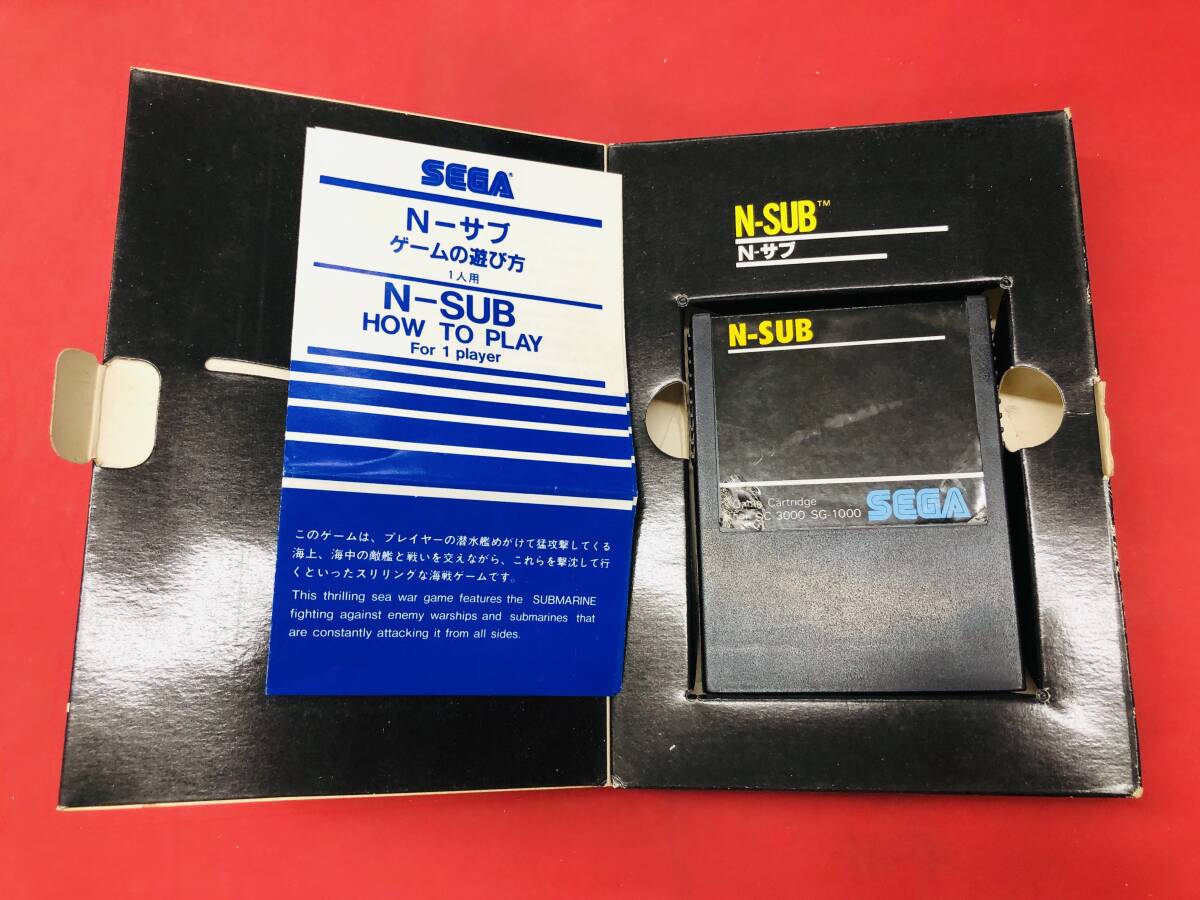 SEGA®
N-サブ
ゲームの遊び方
1人用
N-SUB
HOW TO PLAY
For 1 player
このゲームは、プレイヤーの潜水艦めがけて猛攻撃してくる
海上、海中の敵艦と戦いを交えながら、これらを撃沈して行
くといったスリリングな海戦ゲームです。
This thrilling sea war game features the SUBMARINE
fighting against enemy warships and submarines that
are constantly attacking it from all sides.
N-SUB™
N-サブ
N-SUB
Cartridge
3000 SG-1000
SEGA